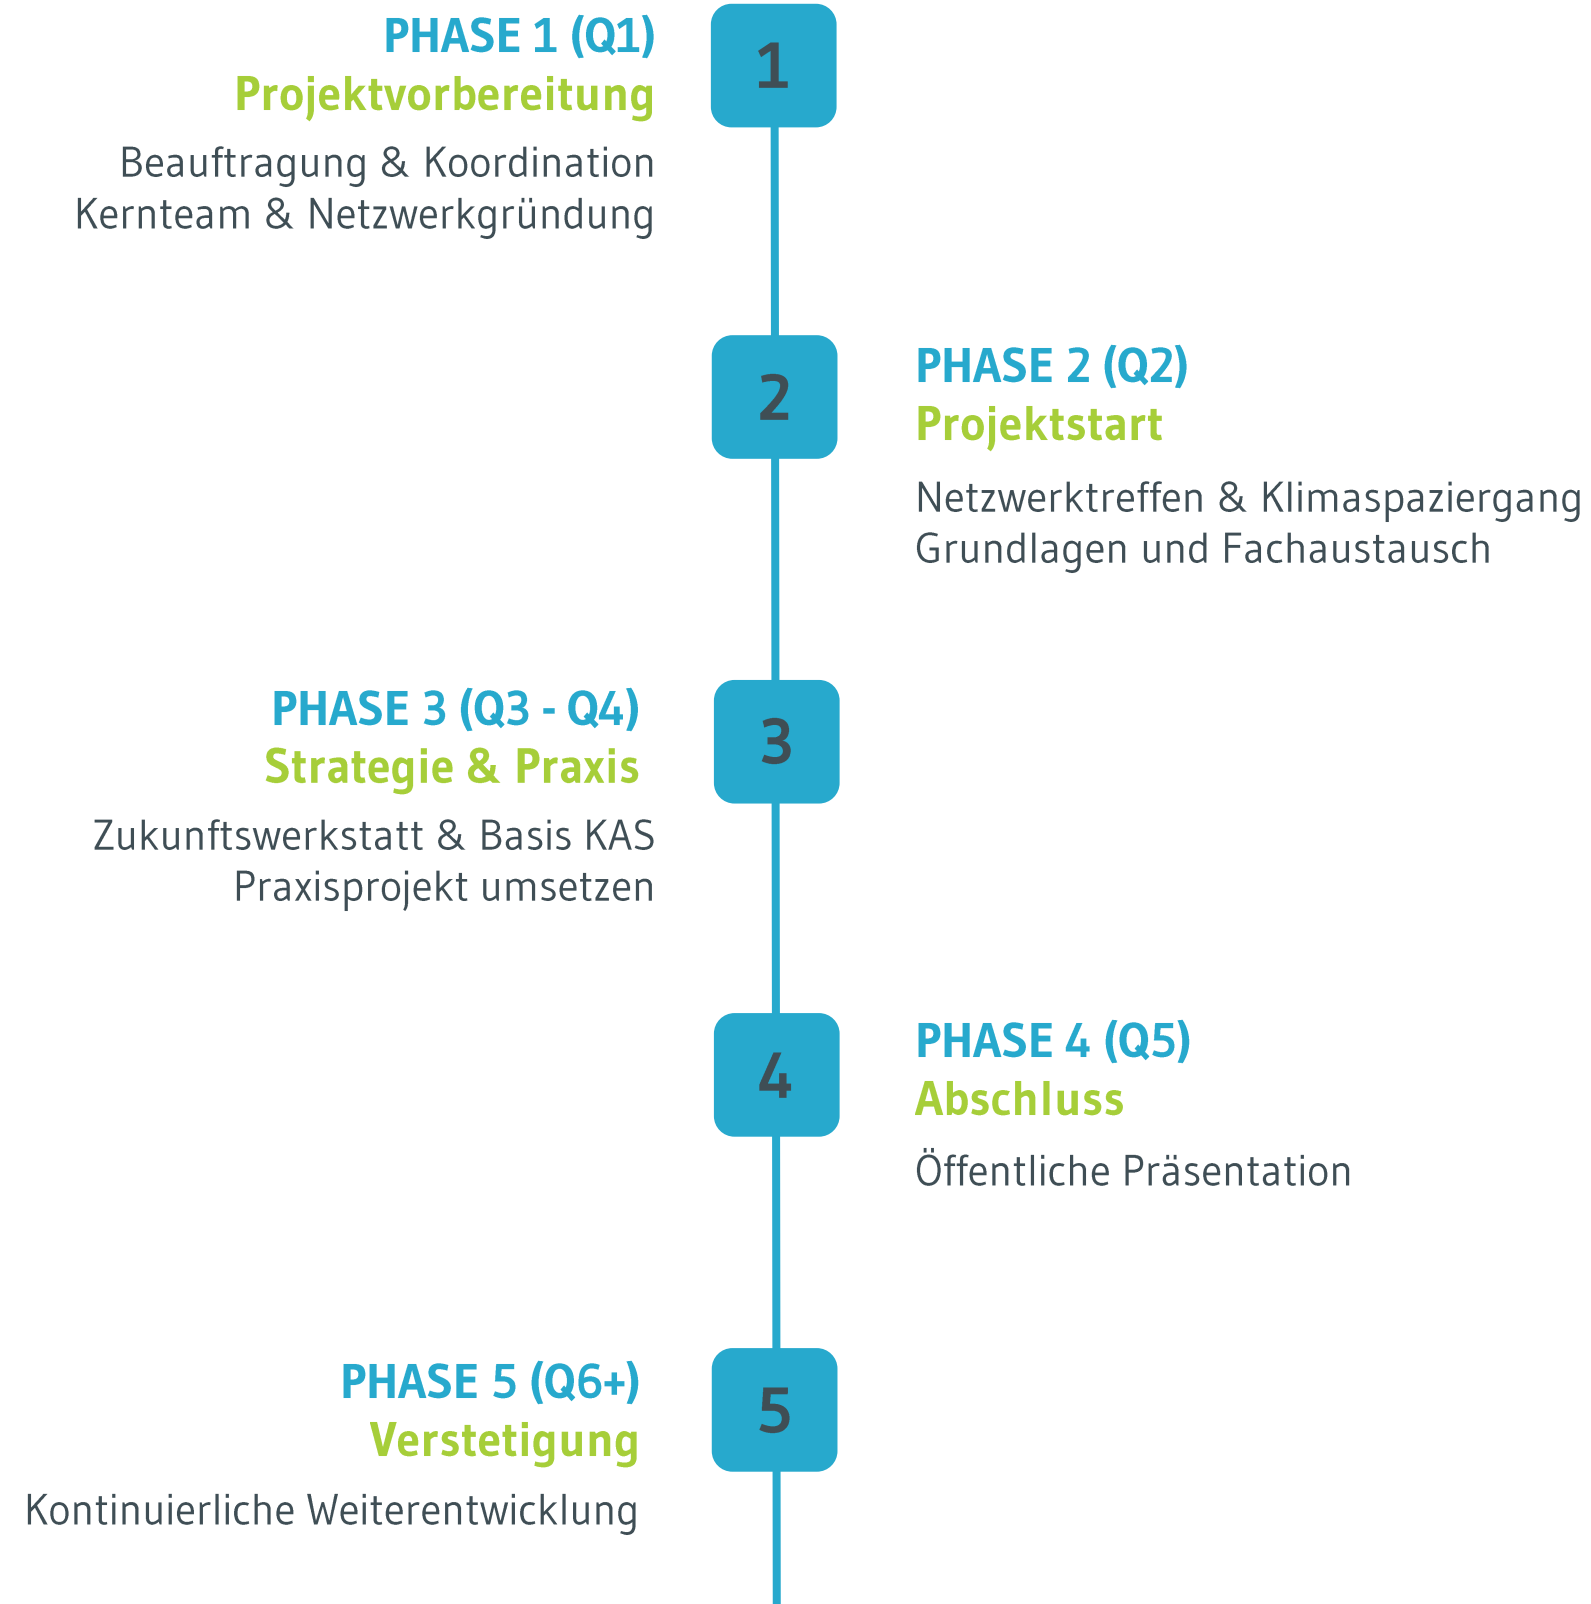 PHASE 1 (Q1)
Projektvorbereitung
Beauftragung & Koordination
Kernteam & Netzwerkgründung
1
2
PHASE 2 (Q2)
Projektstart
Netzwerktreffen & Klimaspaziergang
Grundlagen und Fachaustausch
PHASE 3 (Q3 - Q4)
Strategie & Praxis
Zukunftswerkstatt & Basis KAS
Praxisprojekt umsetzen
3
4
PHASE 4 (Q5)
Abschluss
Öffentliche Präsentation
PHASE 5 (Q6+)
Verstetigung
Kontinuierliche Weiterentwicklung
5